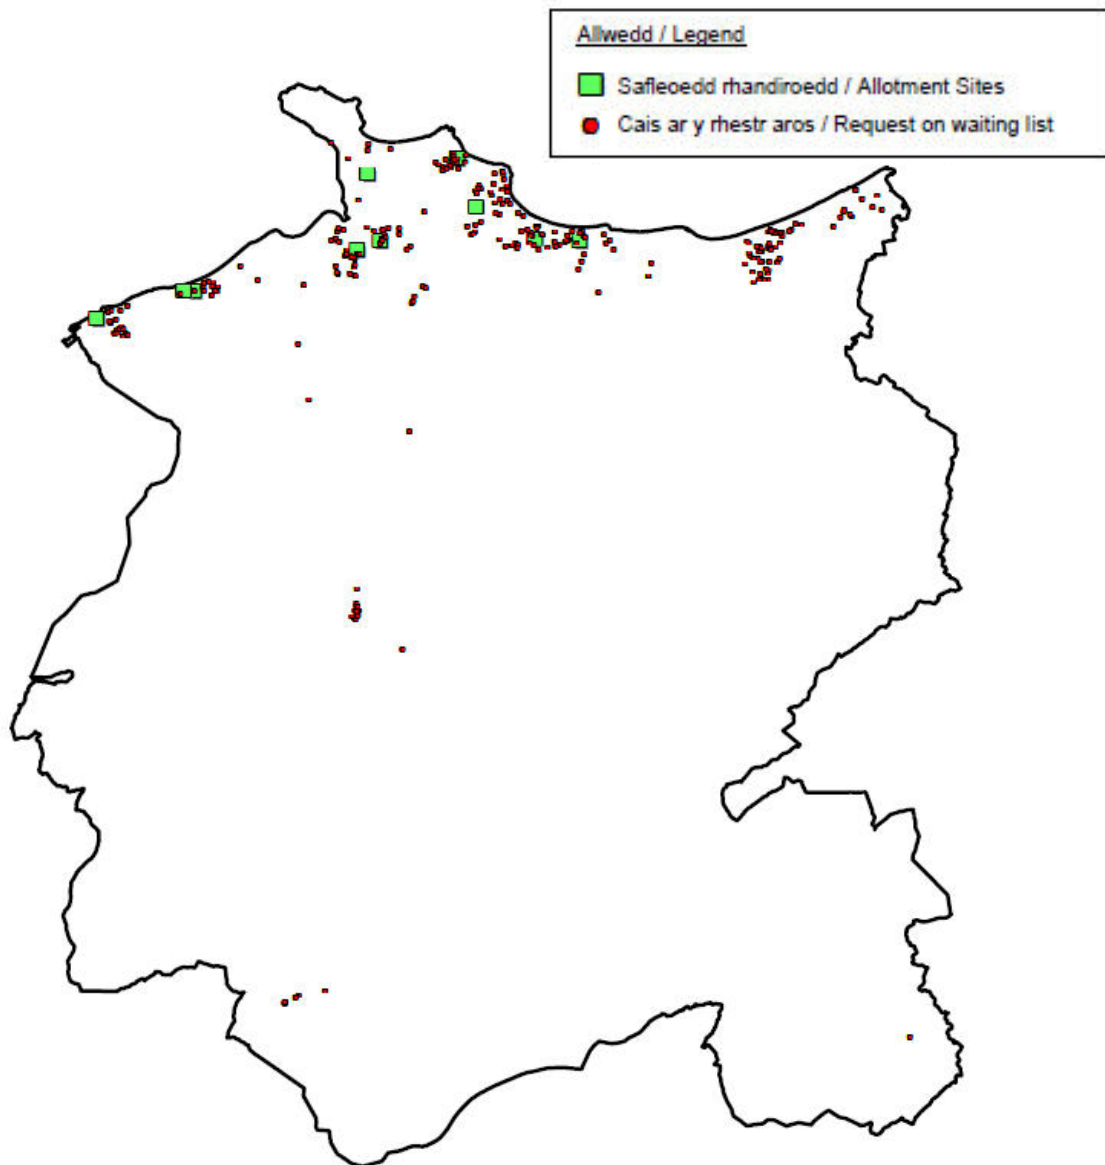 Allwedd / Legend
Safleoedd rhandiroedd / Allotment Sites
Cais ar y rhestr aros / Request on waiting list